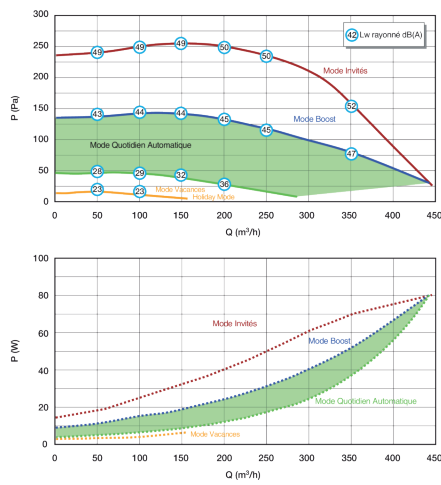 300
250
200
150
100
50
0
P (Pa)
42 Lw rayonné dB(A)
49 49 49 50 50 52
Mode Invités
43 44 44 45 45 47
Mode Boost
Mode Quotidien Automatique
28 29 32 36
23 23
Mode Vacances
Holiday Mode
0 50 100 150 200 250 300 350 400 450
Q (m³/h)
100
80
60
40
20
0
P (W)
Mode Invités
Mode Boost
Mode Quotidien Automatique
Mode Vacances
0 50 100 150 200 250 300 350 400 450
Q (m³/h)